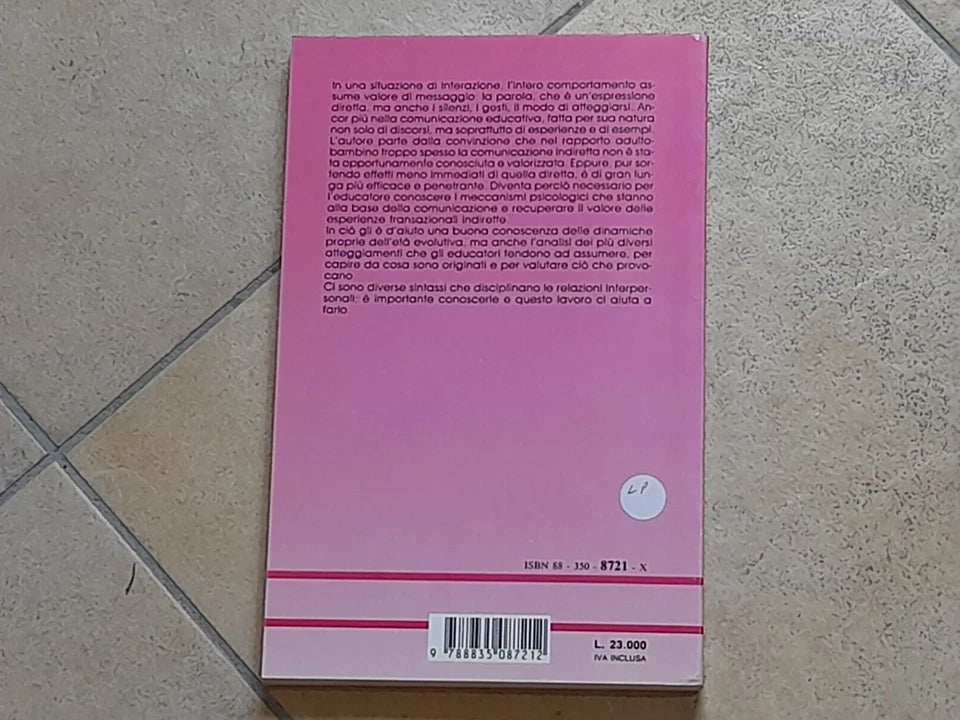 In una situazione di interazione, l'intero comportamento as-
sume valore di messaggio: la parola, che è un'espressione
diretta, ma anche i silenzi, i gesti, il modo di atteggiarsi. An-
cor più nella comunicazione educativa, fatta per sua natura
non solo di discorsi, ma soprattutto di esperienze e di esempi.
L'autore parte dalla convinzione che nel rapporto adulto-
bambino troppo spesso la comunicazione indiretta non è sta-
ta opportunamente conosciuta e valorizzata. Eppure, pur sor-
tendo effetti meno immediati di quella diretta, è di gran lun-
ga più efficace e penetrante. Diventa perciò necessario per
l'educatore conoscere i meccanismi psicologici che stanno
alla base della comunicazione e recuperare il valore delle
esperienze transazionali indirette.
In ciò gli è d'aiuto una buona conoscenza delle dinamiche
proprie dell'età evolutiva, ma anche l'analisi dei più diversi
atteggiamenti che gli educatori tendono ad assumere, per
capire da cosa sono originati e per valutare ciò che provo-
cano.
Ci sono diverse sintassi che disciplinano le relazioni interper-
sonali: è importante conoscerle e questo lavoro ci aiuta a
farlo.
ISBN 88 - 350 - 8721 - X
9 788835 087212
L. 23.000
IVA INCLUSA